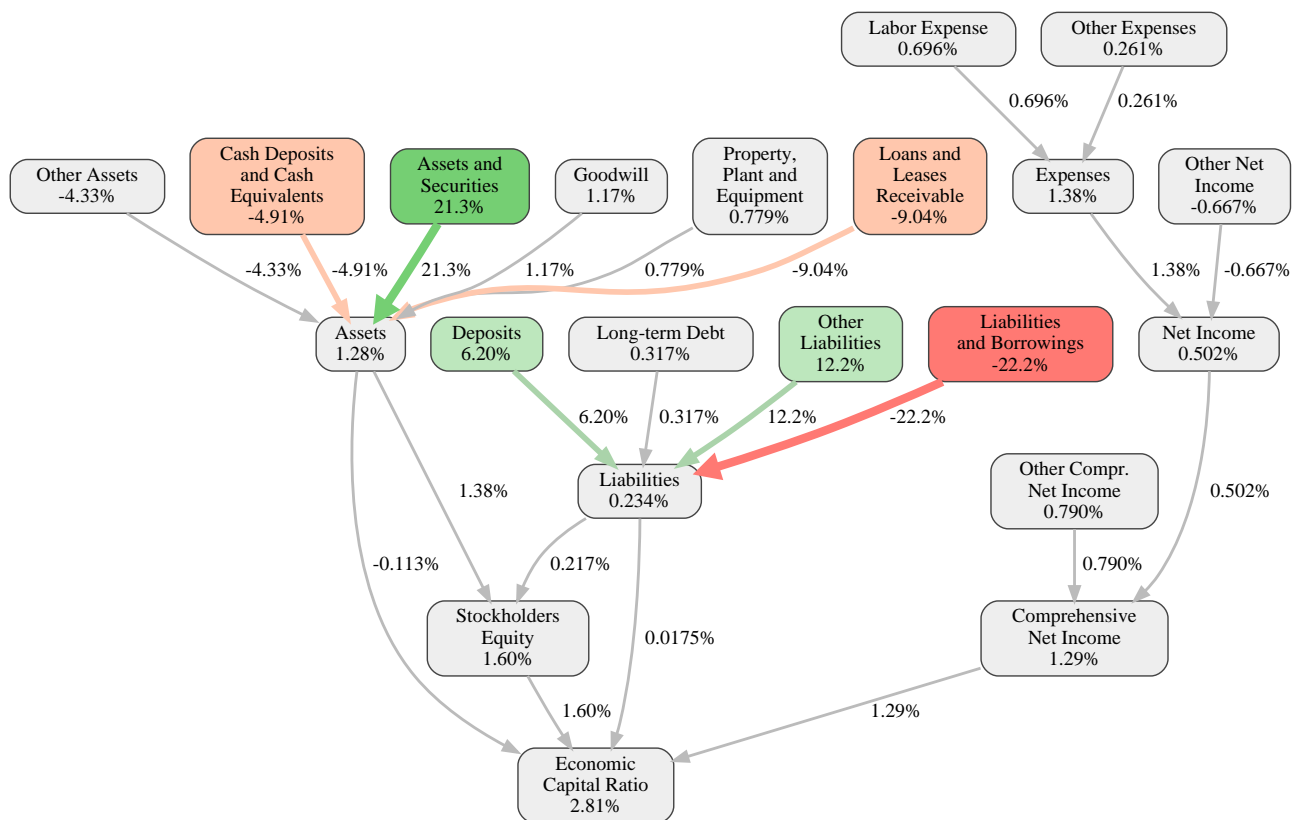 Labor Expense
0.696%
Other Expenses
0.261%
0.696%
0.261%
Other Assets
-4.33%
Cash Deposits
and Cash
Equivalents
-4.91%
Assets and
Securities
21.3%
Goodwill
1.17%
Property,
Plant and
Equipment
0.779%
Loans and
Leases
Receivable
-9.04%
Expenses
1.38%
Other Net
Income
-0.667%
-4.33%
-4.91%
21.3%
1.17%
0.779%
-9.04%
1.38%
-0.667%
Assets
1.28%
Deposits
6.20%
Long-term Debt
0.317%
Other
Liabilities
12.2%
Liabilities
and Borrowings
-22.2%
Net Income
0.502%
6.20%
0.317%
12.2%
-22.2%
Liabilities
0.234%
Other Compr.
Net Income
0.790%
1.38%
0.502%
-0.113%
0.217%
0.790%
Stockholders
Equity
1.60%
0.0175%
Comprehensive
Net Income
1.29%
1.60%
1.29%
Economic
Capital Ratio
2.81%